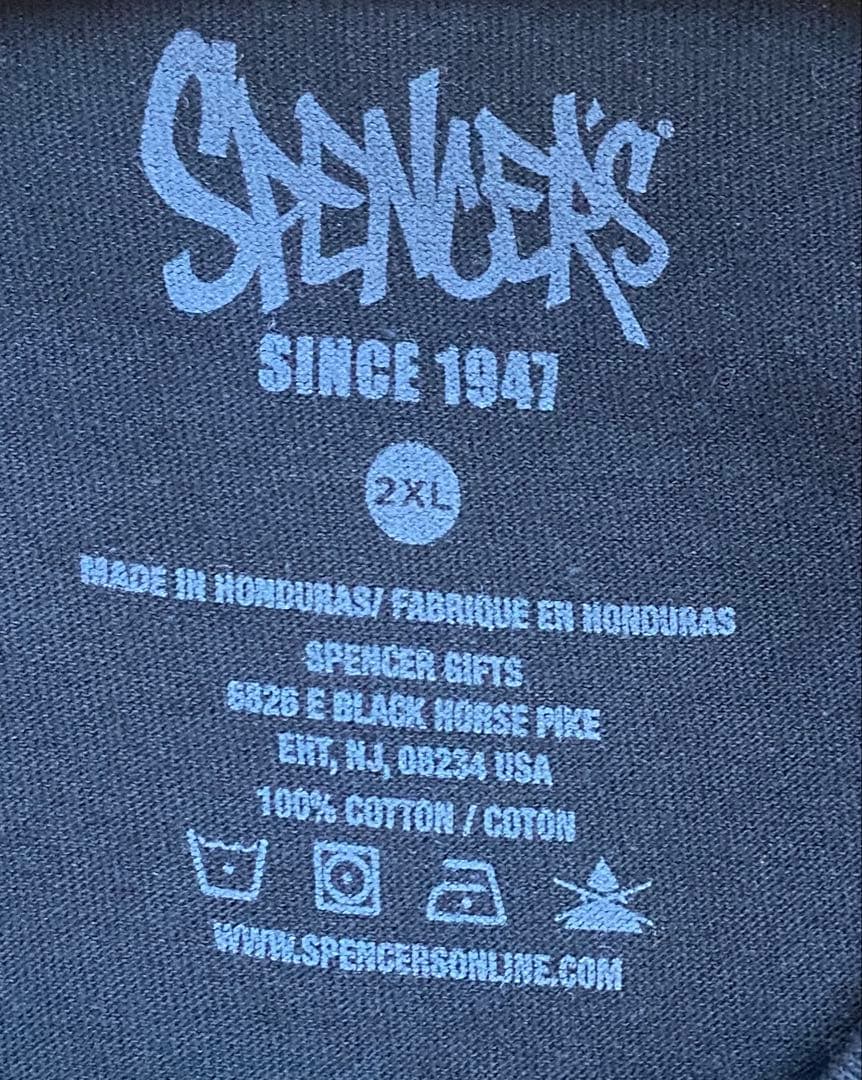 SPENCER'S®
SINCE 1947
2XL
MADE IN HONDURAS/ FABRIQUE EN HONDURAS
SPENCER GIFTS
6826 E BLACK HORSE PIKE
EHT, NJ, 08234 USA
100% COTTON / COTON
WWW.SPENCERSONLINE.COM